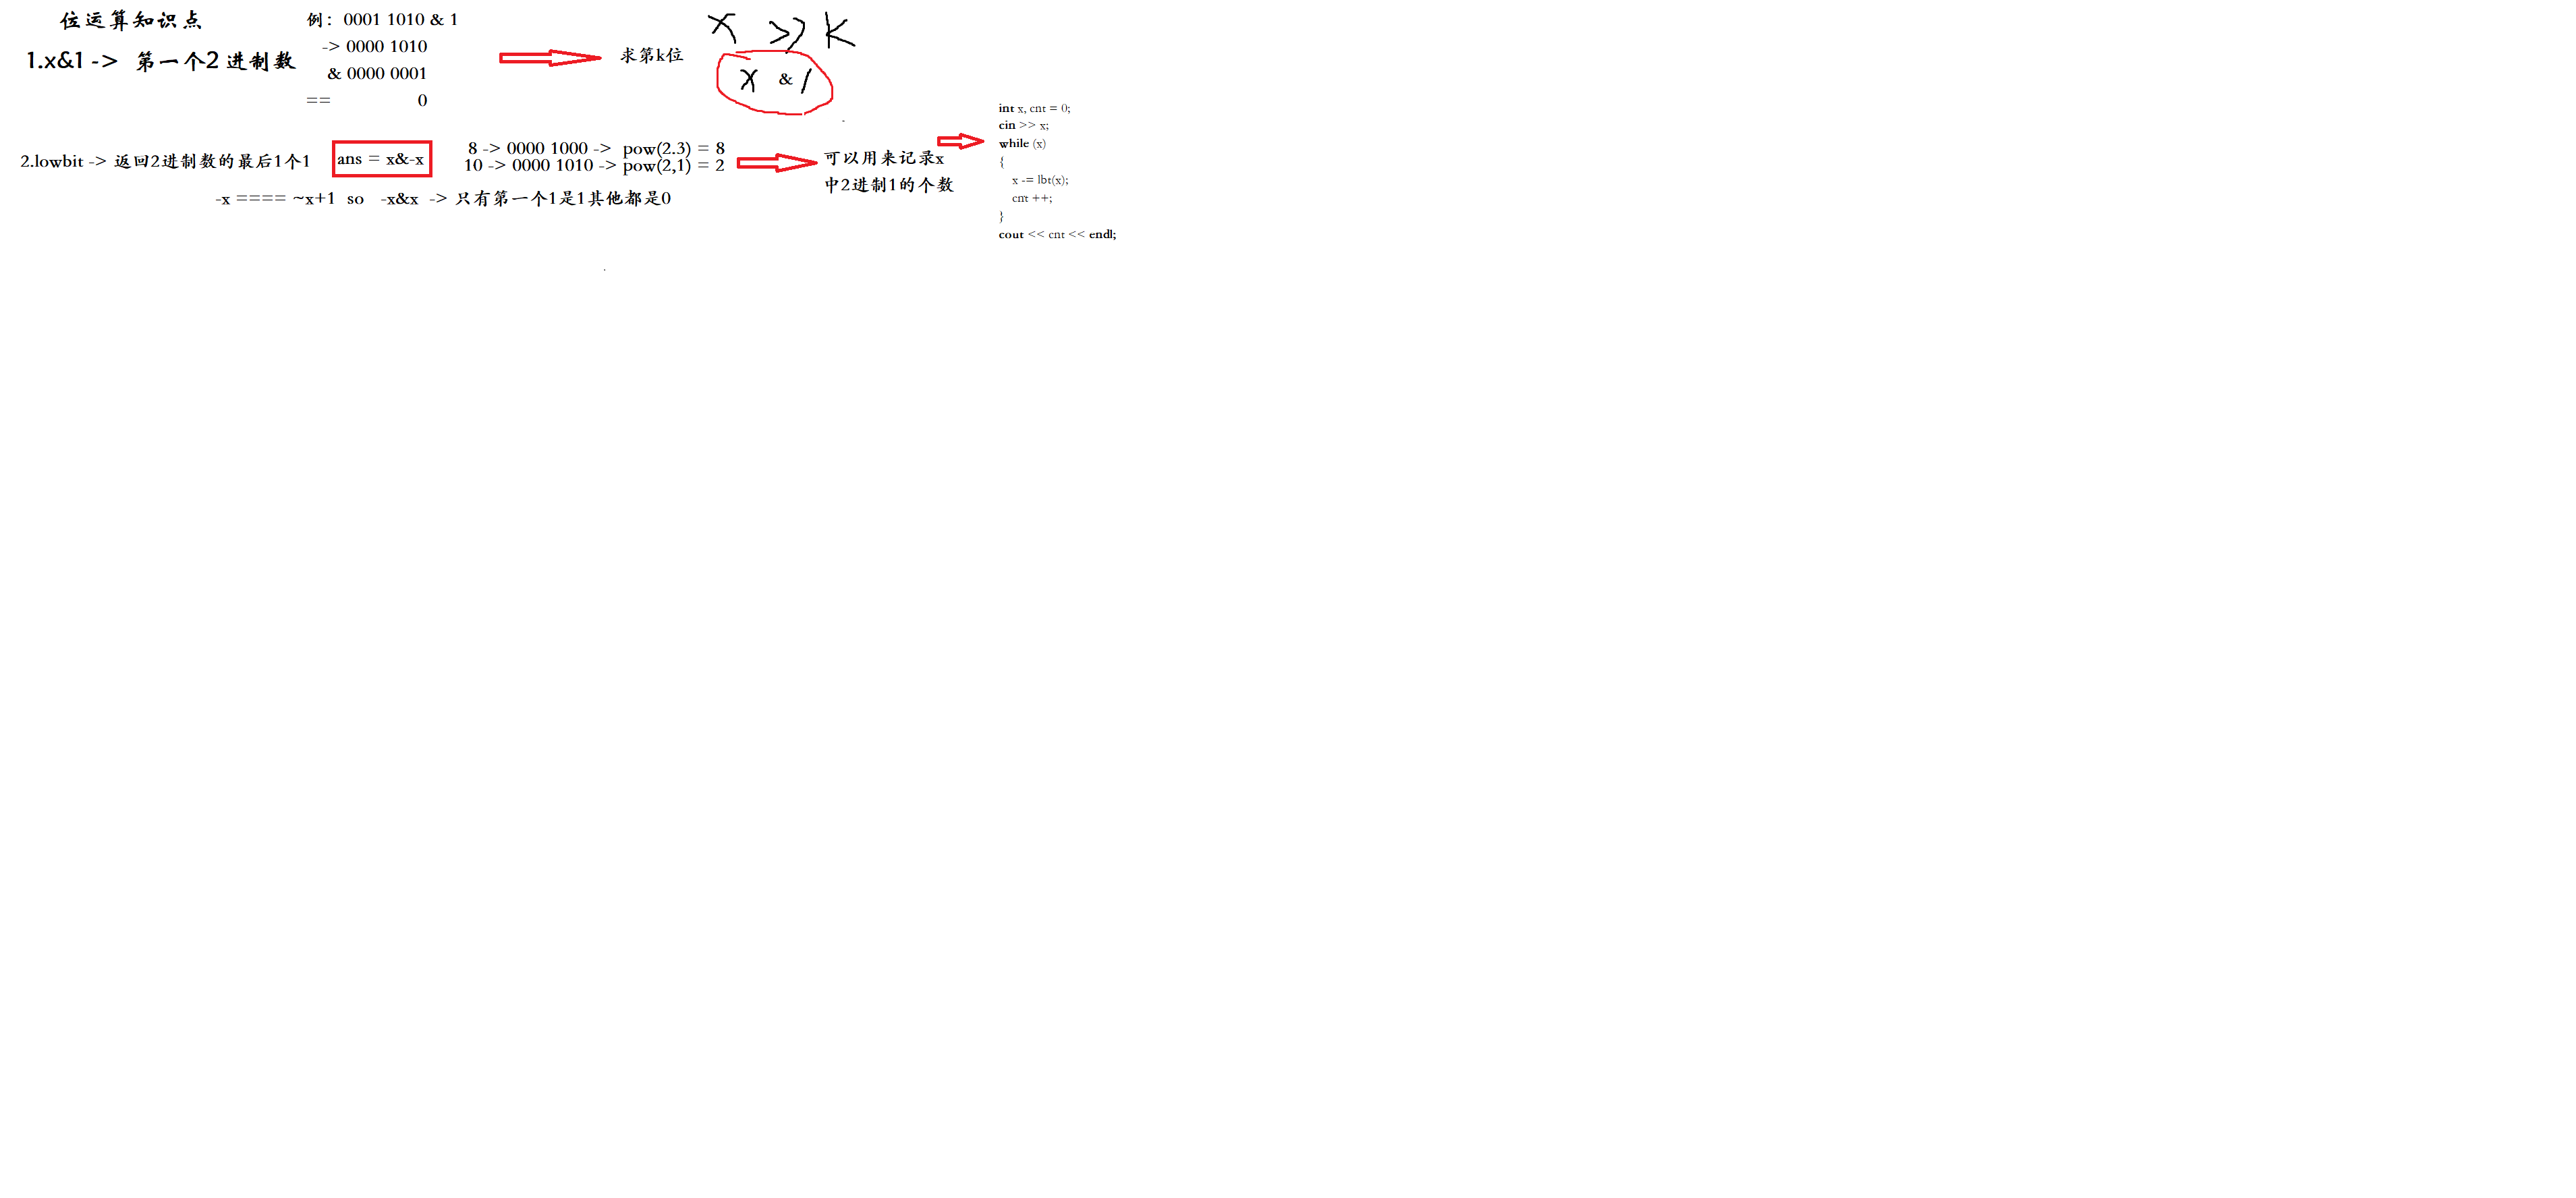 位运算知识点
1.x&1 -> 第一个2进制数
例：0001 1010 & 1
-> 0000 1010
& 0000 0001
== 0
求第k位
x >> k
x & 1
2.lowbit -> 返回2进制数的最后1个1
ans = x&-x
8 -> 0000 1000 -> pow(2.3) = 8
10 -> 0000 1010 -> pow(2,1) = 2
-x ==== ~x+1 so -x&x -> 只有第一个1是1其他都是0
可以用来记录x
中2进制1的个数
int x, cnt = 0;
cin >> x;
while (x)
{
x -= lbt(x);
cnt ++;
}
cout << cnt << endl;